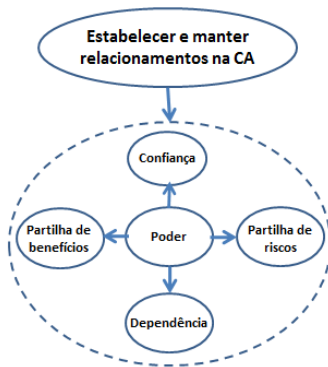 Estabelecer e manter
relacionamentos na CA
Confiança
Partilha de
benefícios
Poder
Partilha de
riscos
Dependência